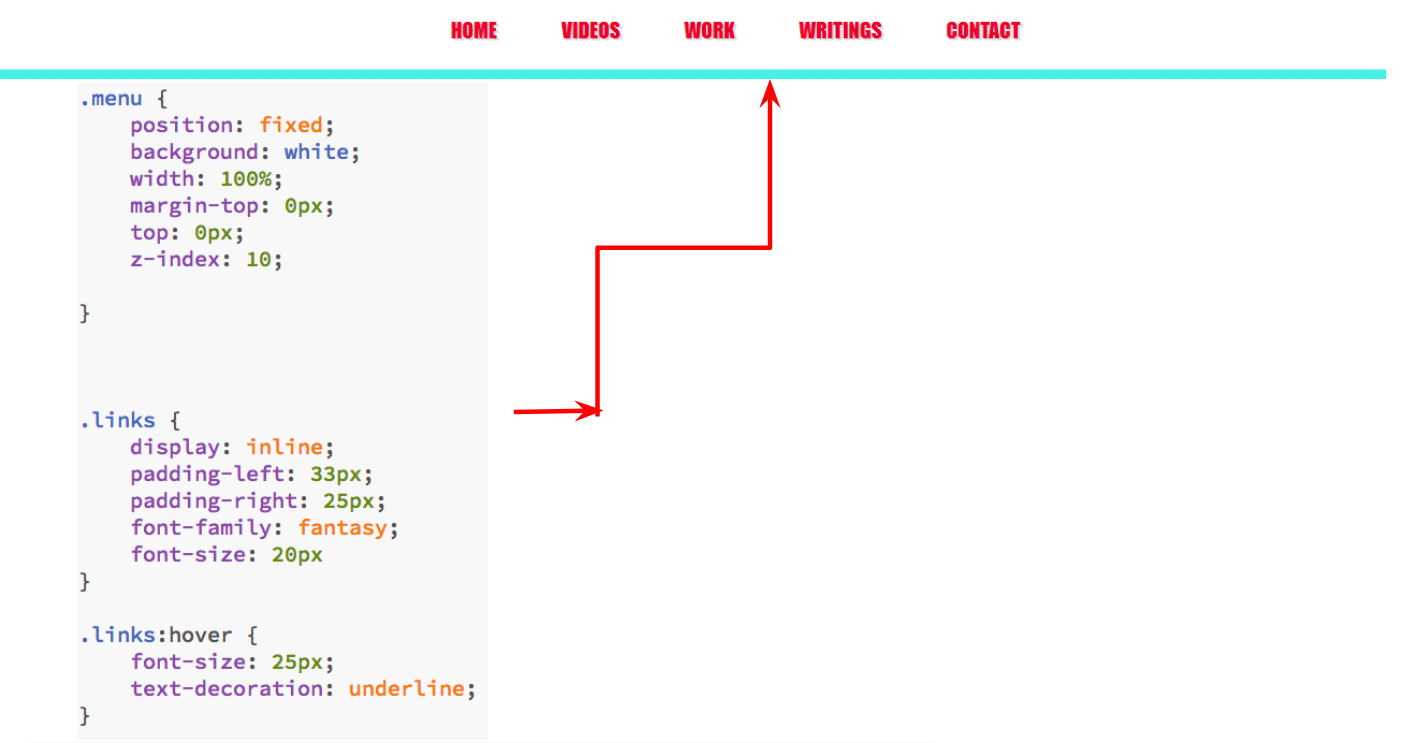 HOME VIDEOS WORK WRITINGS CONTACT
.menu {
position: fixed;
background: white;
width: 100%;
margin-top: 0px;
top: 0px;
z-index: 10;
}
.links {
display: inline;
padding-left: 33px;
padding-right: 25px;
font-family: fantasy;
font-size: 20px
}
.links:hover {
font-size: 25px;
text-decoration: underline;
}